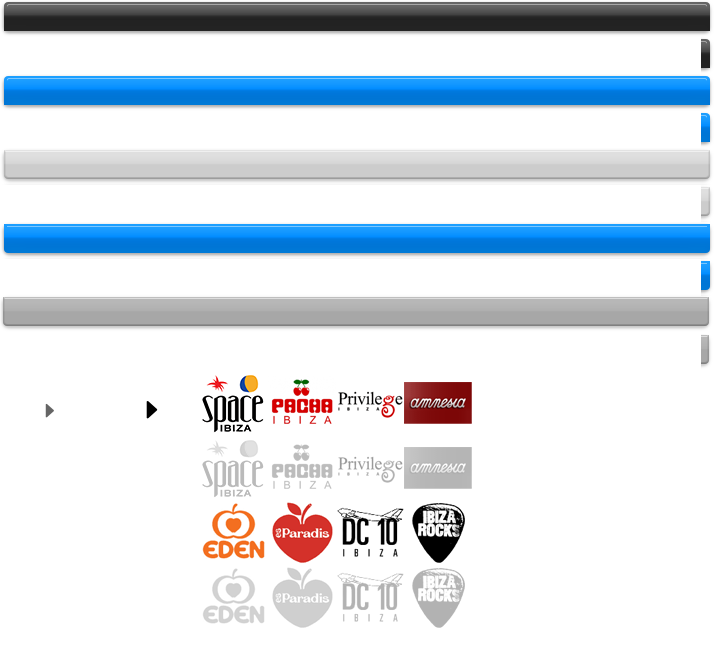 space PACHA Privilege amnesia
IBIZA IBIZA IBIZA
space PACHA Privilege amnesia
IBIZA IBIZA IBIZA
EDEN es Paradis DC 10 IBIZA ROCKS
IBIZA
EDEN es Paradis DC 10 IBIZA ROCKS
IBIZA